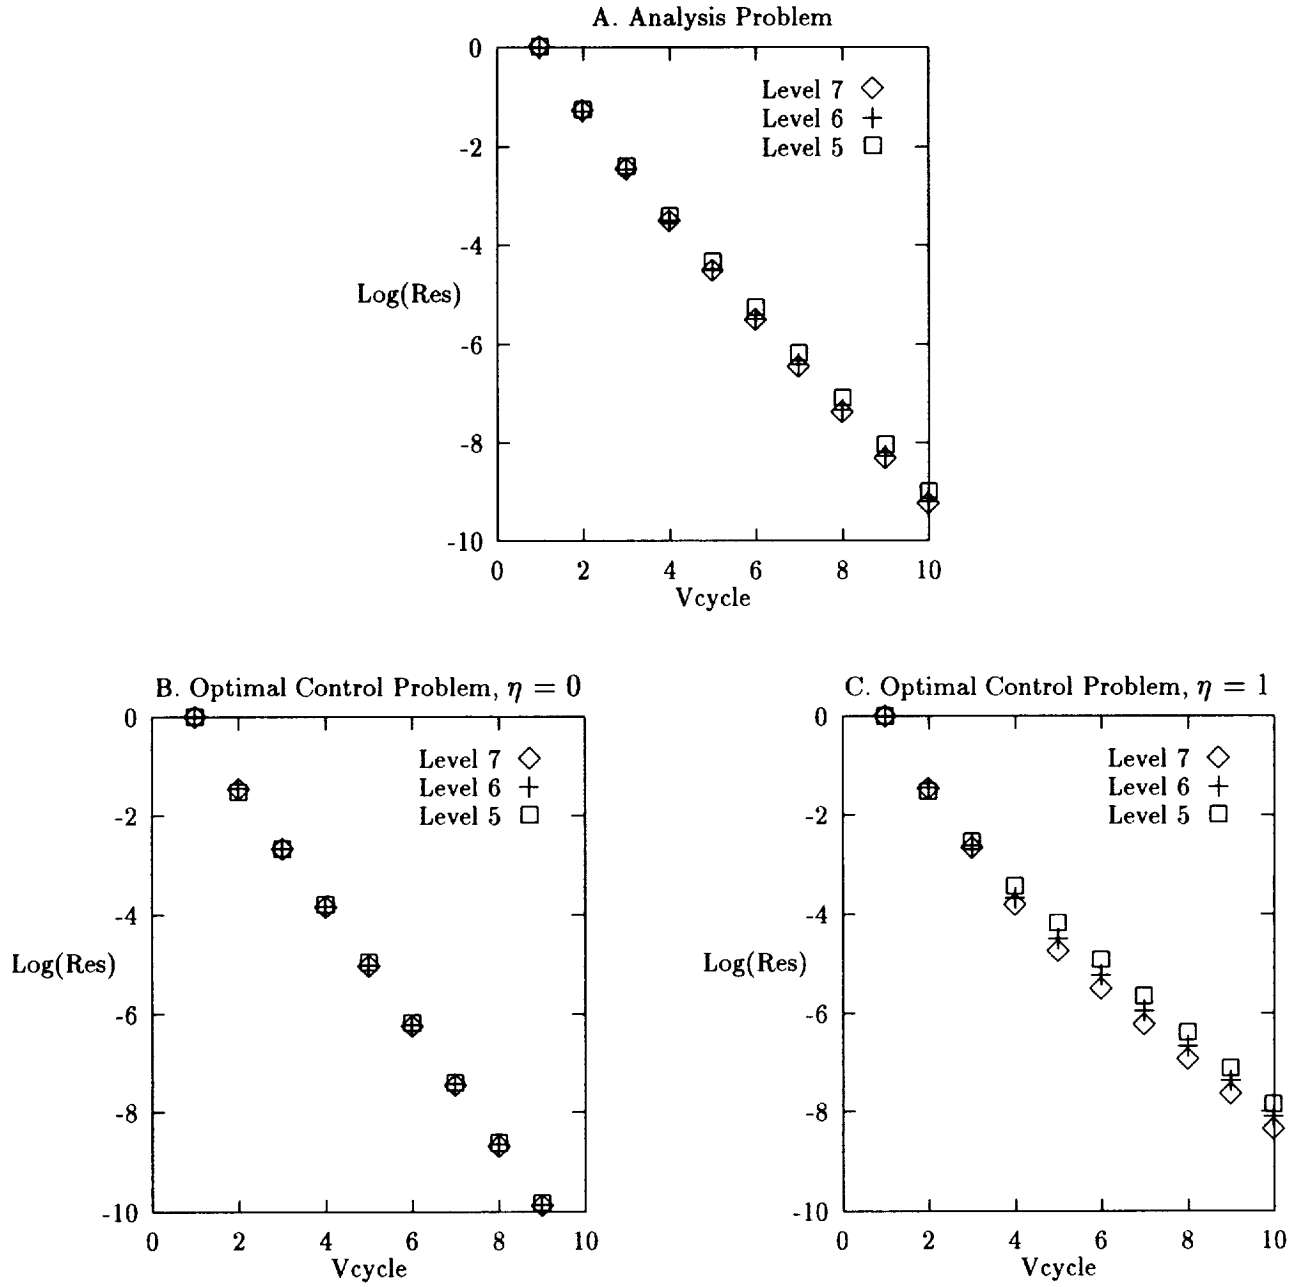 A. Analysis Problem
0
-2
-4
-6
-8
-10
Log(Res)
Level 7
Level 6
Level 5
0 2 4 6 8 10
Vcycle
B. Optimal Control Problem, η = 0
0
-2
-4
-6
-8
-10
Log(Res)
Level 7
Level 6
Level 5
0 2 4 6 8 10
Vcycle
C. Optimal Control Problem, η = 1
0
-2
-4
-6
-8
-10
Log(Res)
Level 7
Level 6
Level 5
0 2 4 6 8 10
Vcycle